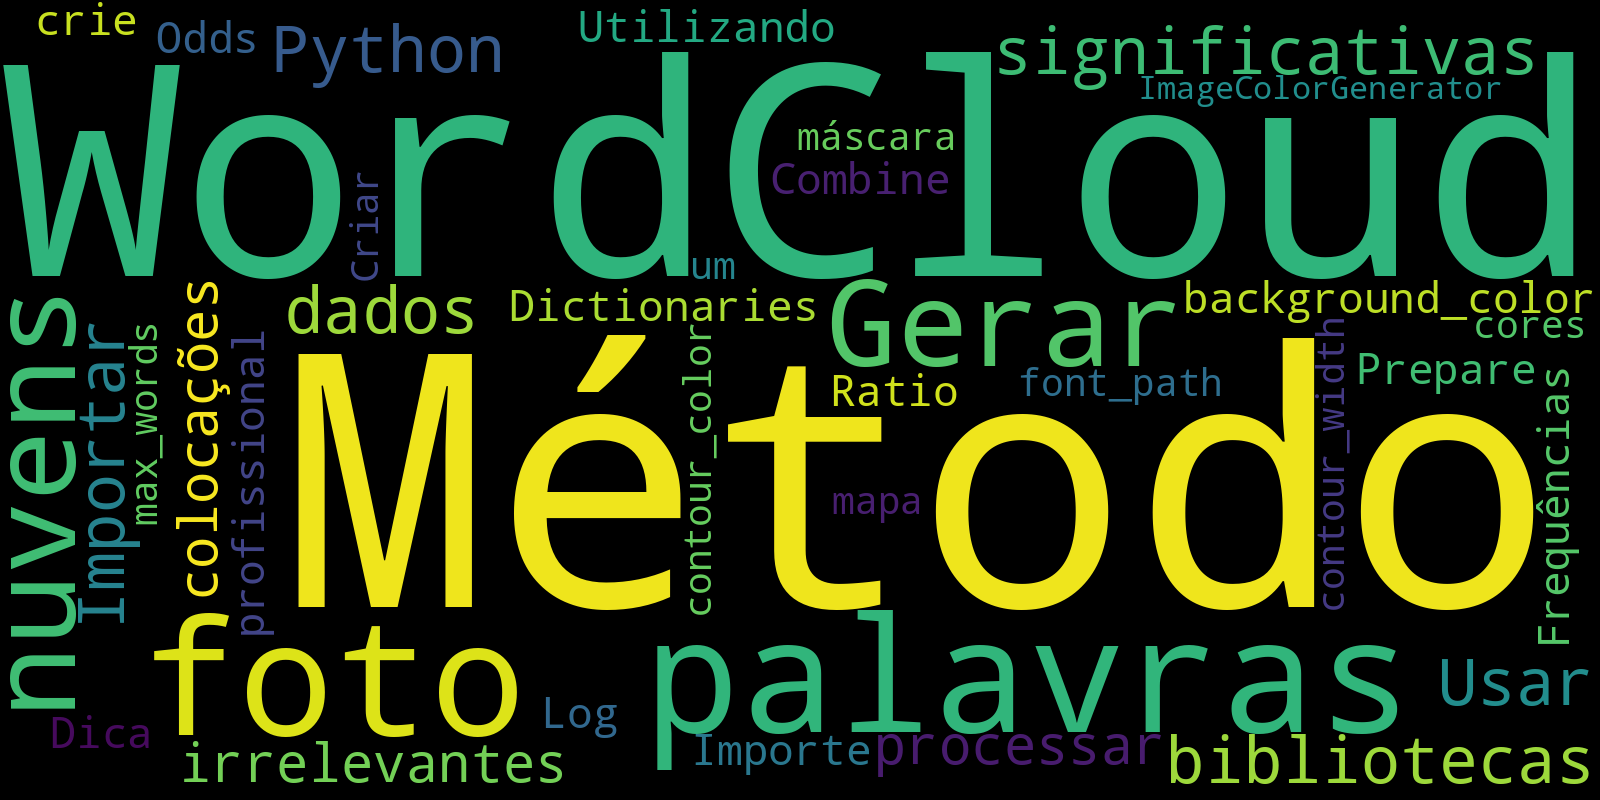 crie
Odds
Python
Utilizando
significativas
ImageColorGenerator
WordCloud
máscara
Combine
Criar
um
nuvens
Importar
max_words
colocações
profissional
dados
Dictionaries
Gerar
background_color
cores
Método
contour_color
Ratio
font_path
contour_width
Prepare
Frequências
mapa
foto
palavras
Usar
Dica
Log
irrelevantes
Importe
processar
bibliotecas